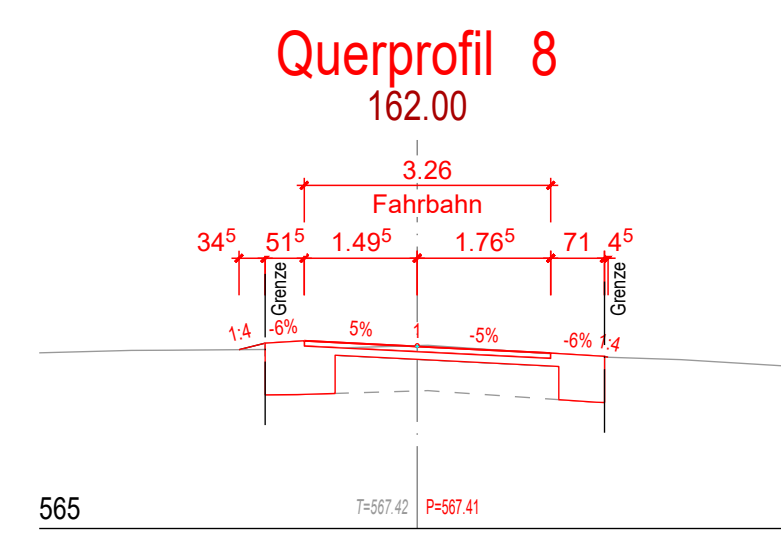 Querprofil 8
162.00
3.26
Fahrbahn
34⁵ 51⁵ 1.49⁵ 1.76⁵ 71 4⁵
Grenze
Grenze
1:4 -6% 5% 1 -5% -6% 1:4
565 T=567.42 P=567.41